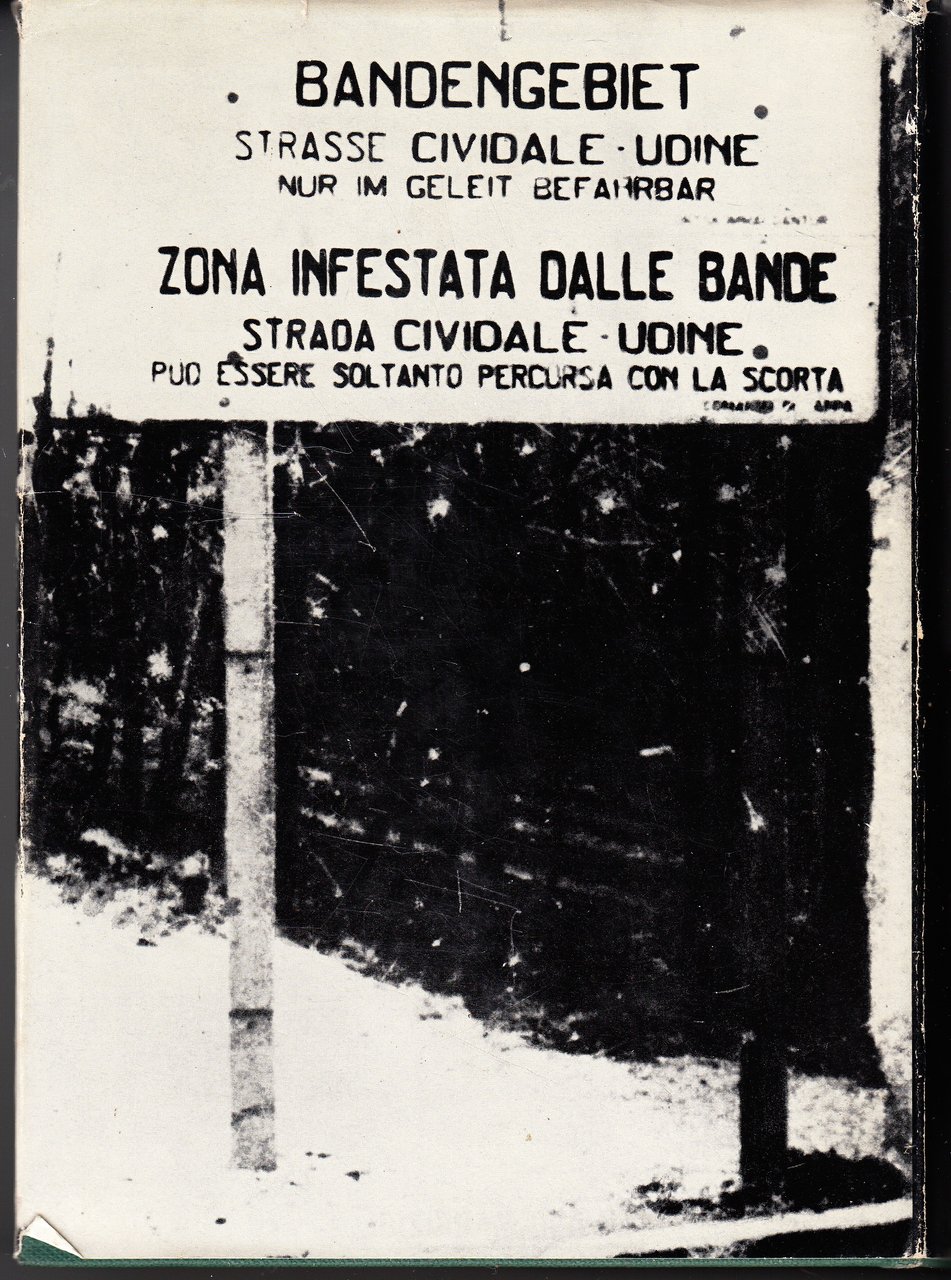 BANDENGEBIET
STRASSE CIVIDALE - UDINE
NUR IM GELEIT BEFAHRBAR
ZONA INFESTATA DALLE BANDE
STRADA CIVIDALE - UDINE
PUO ESSERE SOLTANTO PERCURSA CON LA SCORTA